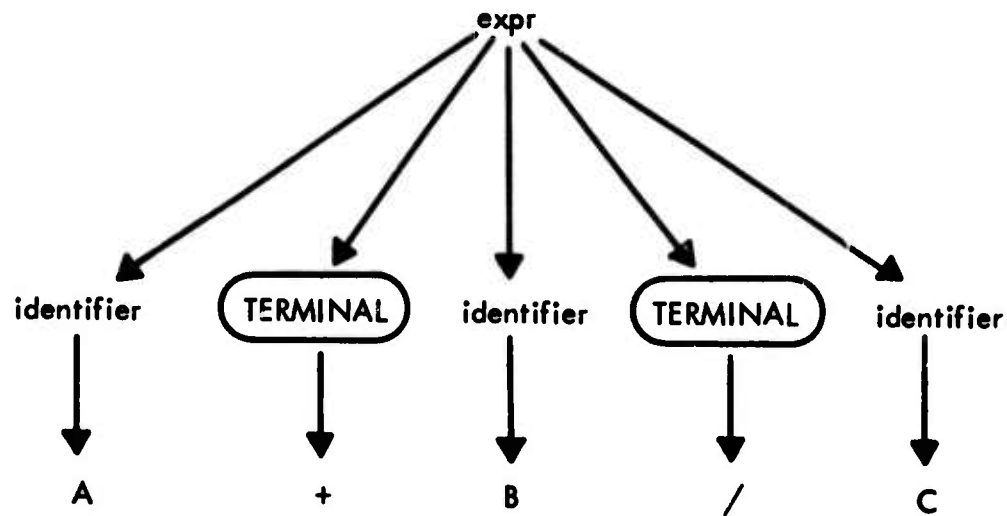 expr
identifier TERMINAL identifier TERMINAL identifier
A + B / C